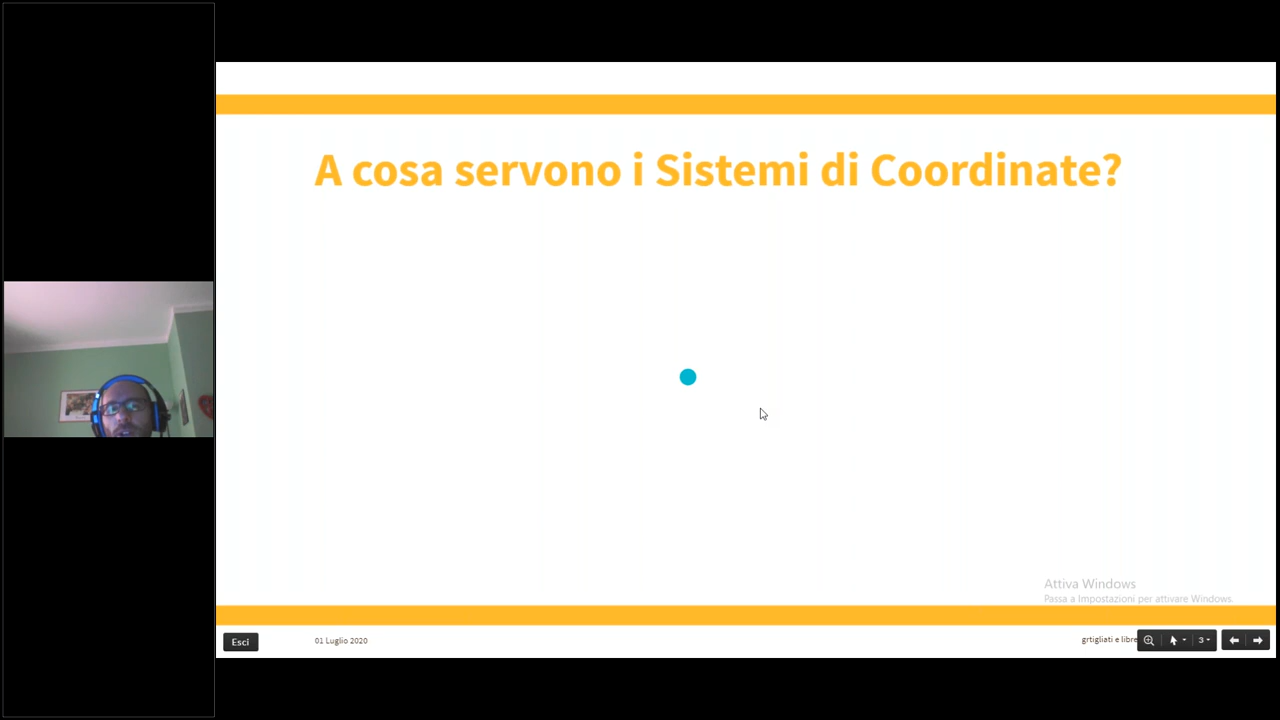 A cosa servono i Sistemi di Coordinate?
Attiva Windows
Passa a Impostazioni per attivare Windows.
Esci
01 Luglio 2020
grtigliati e libre
3